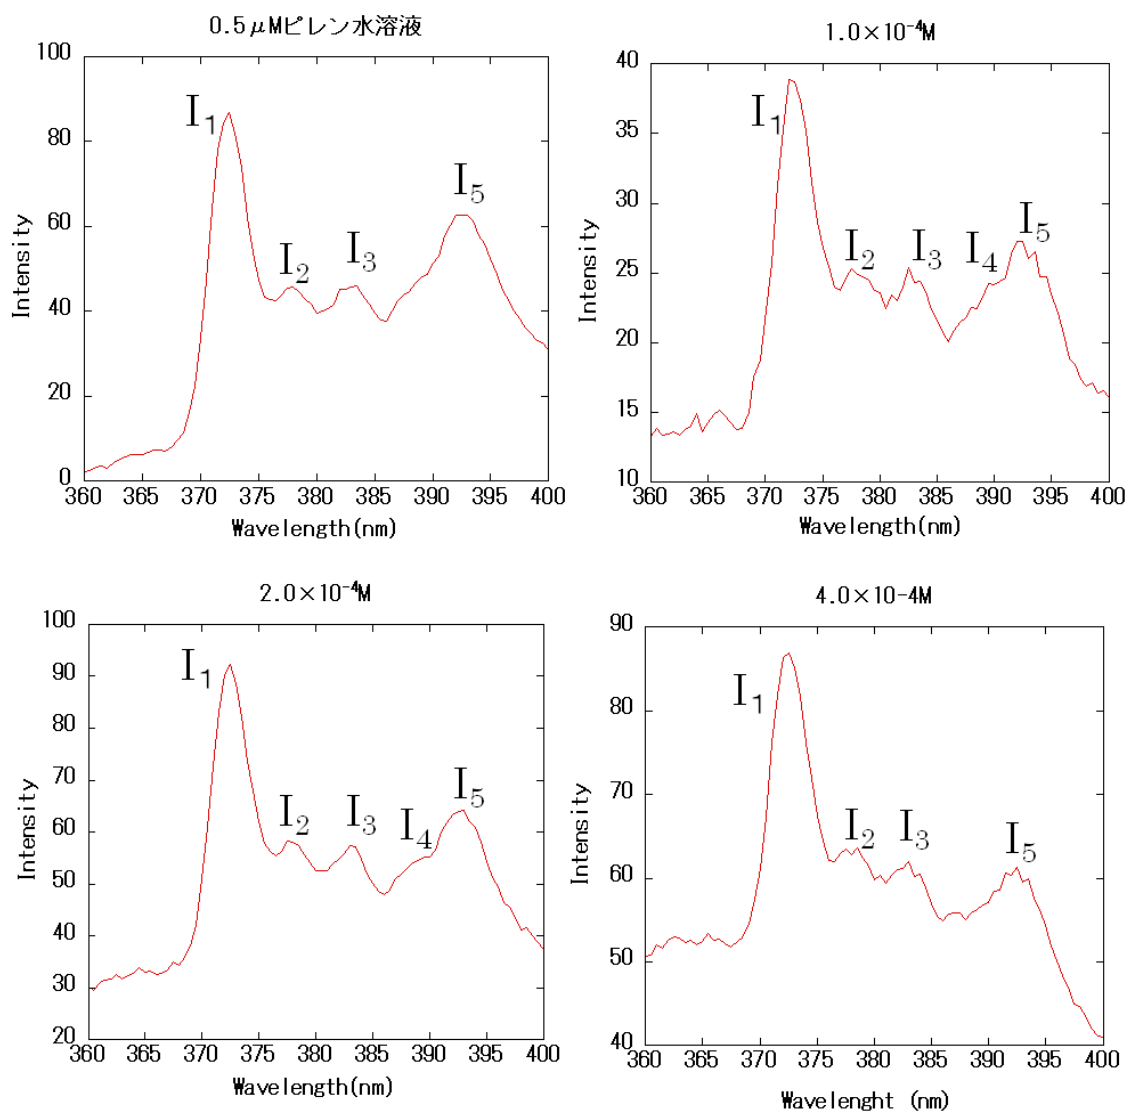 0.5μMピレン水溶液
100
80
60
40
20
0
Intensity
I₁
I₂
I₃
I₅
360 365 370 375 380 385 390 395 400
Wavelength(nm)
1.0×10⁻⁴M
40
35
30
25
20
15
10
Intensity
I₁
I₂
I₃
I₄
I₅
360 365 370 375 380 385 390 395 400
Wavelength(nm)
2.0×10⁻⁴M
100
90
80
70
60
50
40
30
20
Intensity
I₁
I₂
I₃
I₄
I₅
360 365 370 375 380 385 390 395 400
Wavelength(nm)
4.0×10-4M
90
80
70
60
50
40
Intensity
I₁
I₂
I₃
I₅
360 365 370 375 380 385 390 395 400
Wavelenght (nm)